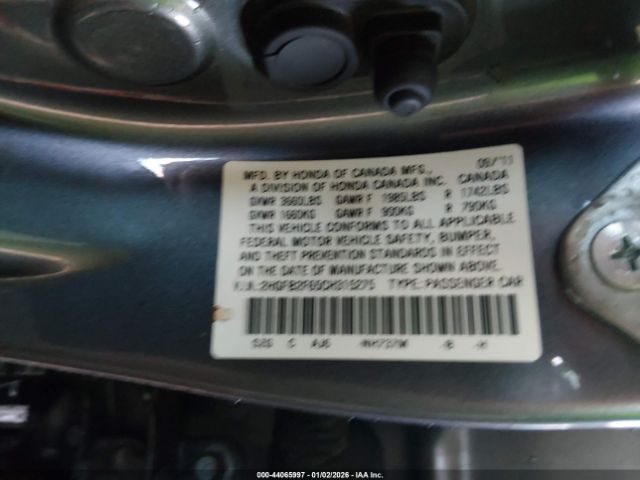 MFD. BY HONDA OF CANADA MFG., 09/'11
A DIVISION OF HONDA CANADA INC. CANADA
GVWR 3660LBS GAWR F 1985LBS R 1742LBS
GVWR 1660KG GAWR F 900KG R 790KG
THIS VEHICLE CONFORMS TO ALL APPLICABLE
FEDERAL MOTOR VEHICLE SAFETY, BUMPER,
AND THEFT PREVENTION STANDARDS IN EFFECT
ON THE DATE OF MANUFACTURE SHOWN ABOVE.
V.I.N.: TYPE: PASSENGER CAR
C NH737M -B -H
000-44065997 | 01/02/2026 - IAA Inc.